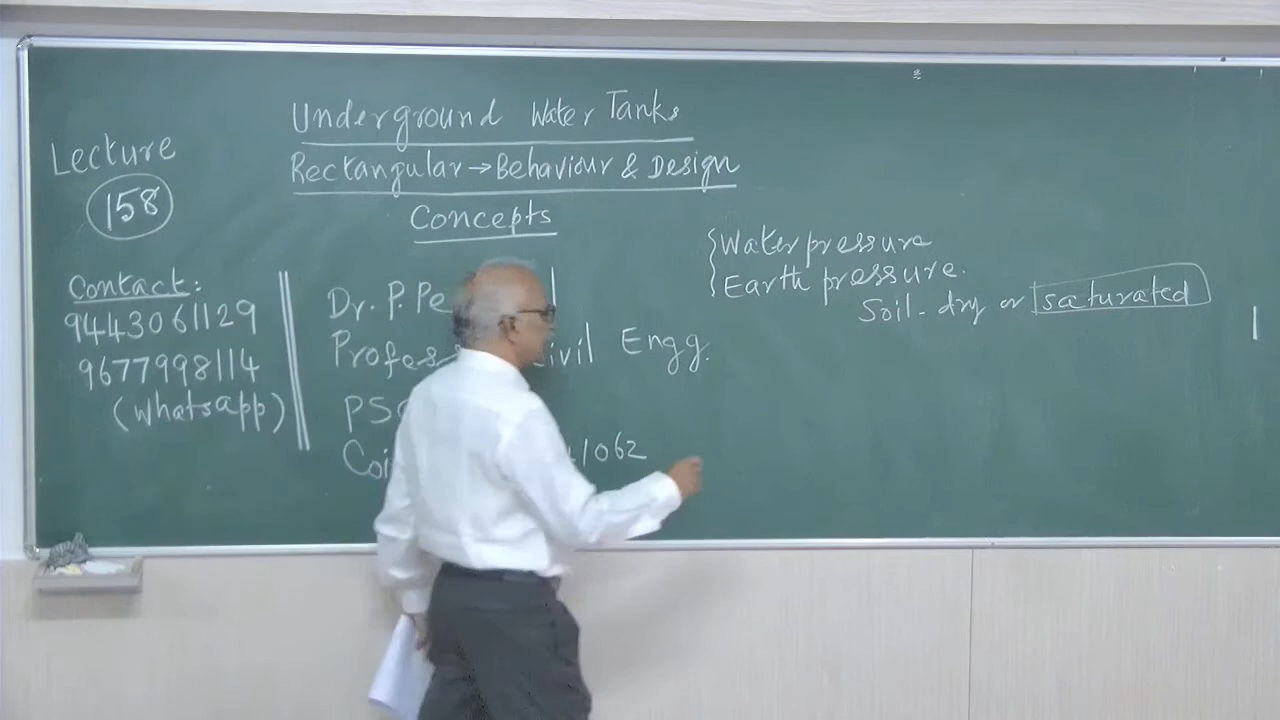 Underground Water Tanks
Rectangular → Behaviour & Design
Concepts
Lecture
158
Contact:
9443061129
9677998114
(Whatsapp)
Dr. P. Pe
Profess ivil Engg.
PS
Coi 1062
Water pressure
Earth pressure.
Soil - dry or saturated